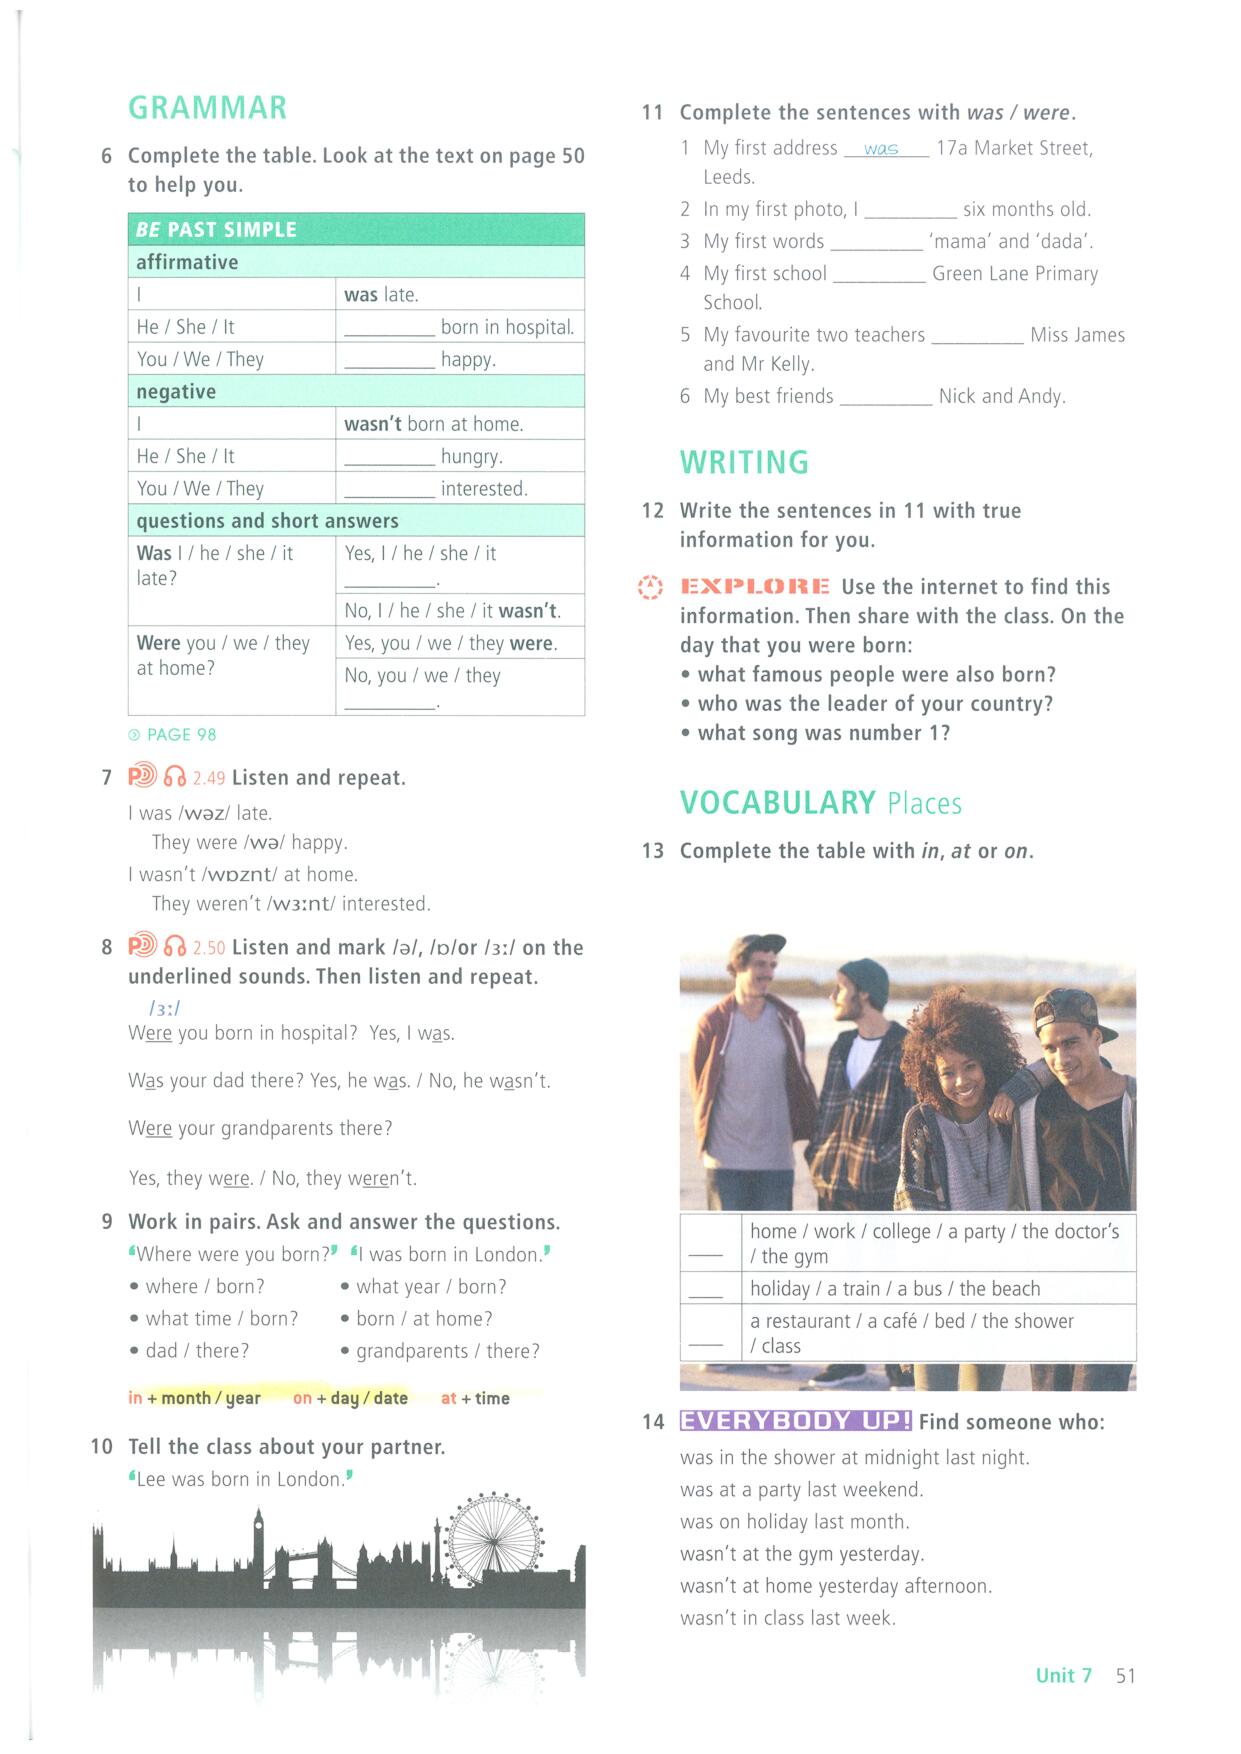 GRAMMAR
6 Complete the table. Look at the text on page 50
to help you.
BE PAST SIMPLE
affirmative
I was late.
He / She / It ________ born in hospital.
You / We / They ________ happy.
negative
I wasn't born at home.
He / She / It ________ hungry.
You / We / They ________ interested.
questions and short answers
Was I / he / she / it
late?
Yes, I / he / she / it
________.
No, I / he / she / it wasn't.
Were you / we / they
at home?
Yes, you / we / they were.
No, you / we / they
________.
PAGE 98
7 P 2.49 Listen and repeat.
I was /wəz/ late.
They were /wə/ happy.
I wasn't /wɒznt/ at home.
They weren't /wɜːnt/ interested.
8 P 2.50 Listen and mark /ə/, /ɒ/or /ɜː/ on the
underlined sounds. Then listen and repeat.
/ɜː/
Were you born in hospital? Yes, I was.
Was your dad there? Yes, he was. / No, he wasn't.
Were your grandparents there?
Yes, they were. / No, they weren't.
9 Work in pairs. Ask and answer the questions.
‘Where were you born?’ ‘I was born in London.’
• where / born? • what year / born?
• what time / born? • born / at home?
• dad / there? • grandparents / there?
in + month / year on + day / date at + time
10 Tell the class about your partner.
‘Lee was born in London.’
11 Complete the sentences with was / were.
1 My first address was 17a Market Street,
Leeds.
2 In my first photo, I ________ six months old.
3 My first words ________ ‘mama’ and ‘dada’.
4 My first school ________ Green Lane Primary
School.
5 My favourite two teachers ________ Miss James
and Mr Kelly.
6 My best friends ________ Nick and Andy.
WRITING
12 Write the sentences in 11 with true
information for you.
EXPLORE Use the internet to find this
information. Then share with the class. On the
day that you were born:
• what famous people were also born?
• who was the leader of your country?
• what song was number 1?
VOCABULARY Places
13 Complete the table with in, at or on.
___ home / work / college / a party / the doctor's
/ the gym
___ holiday / a train / a bus / the beach
___ a restaurant / a café / bed / the shower
/ class
14 EVERYBODY UP! Find someone who:
was in the shower at midnight last night.
was at a party last weekend.
was on holiday last month.
wasn't at the gym yesterday.
wasn't at home yesterday afternoon.
wasn't in class last week.
Unit 7 51